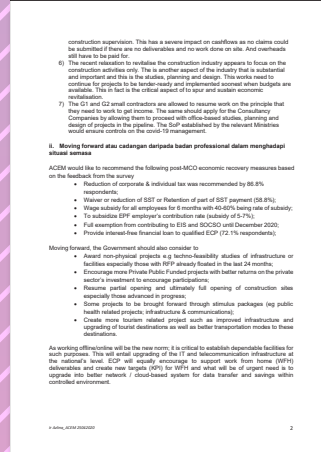 construction supervision. This has a severe impact on cashflows as no claims could
be submitted if there are no deliverables and no work done on site. And overheads
still have to be paid for.
6) The recent relaxation to revitalise the construction industry appears to focus on the
construction activities only. The is another aspect of the industry that is substantial
and important and this is the studies, planning and design. This works need to
continue for projects to be tender-ready and implemented soonest when budgets are
available. This in fact is the critical aspect of to spur and sustain economic
revitalisation.
7) The G1 and G2 small contractors are allowed to resume work on the principle that
they need to work to get income. The same should apply for the Consultancy
Companies by allowing them to proceed with office-based studies, planning and
design of projects in the pipeline. The SoP established by the relevant Ministries
would ensure controls on the covid-19 management.
ii. Moving forward atau cadangan daripada badan professional dalam menghadapi
situasi semasa
ACEM would like to recommend the following post-MCO economic recovery measures based
on the feedback from the survey
• Reduction of corporate & individual tax was recommended by 86.8%
respondents;
• Waiver or reduction of SST or Retention of part of SST payment (58.8%);
• Wage subsidy for all employees for 6 months with 40-60% being rate of subsidy;
• To subsidize EPF employer's contribution rate (subsidy of 5-7%);
• Full exemption from contributing to EIS and SOCSO until December 2020;
• Provide interest-free financial loan to qualified ECP (72.1% respondents);
Moving forward, the Government should also consider to
• Award non-physical projects e.g techno-feasibility studies of infrastructure or
facilities especially those with RFP already floated in the last 24 months;
• Encourage more Private Public Funded projects with better returns on the private
sector's investment to encourage participations;
• Resume partial opening and ultimately full opening of construction sites
especially those advanced in progress;
• Some projects to be brought forward through stimulus packages (eg public
health related projects; infrastructure & communications);
• Create more tourism related project such as improved infrastructure and
upgrading of tourist destinations as well as better transportation modes to these
destinations.
As working offline/online will be the new norm; it is critical to establish dependable facilities for
such purposes. This will entail upgrading of the IT and telecommunication infrastructure at
the national's level. ECP will equally encourage to support work from home (WFH)
deliverables and create new targets (KPI) for WFH and what will be of urgent need is to
upgrade into better network / cloud-based system for data transfer and savings within
controlled environment.
2